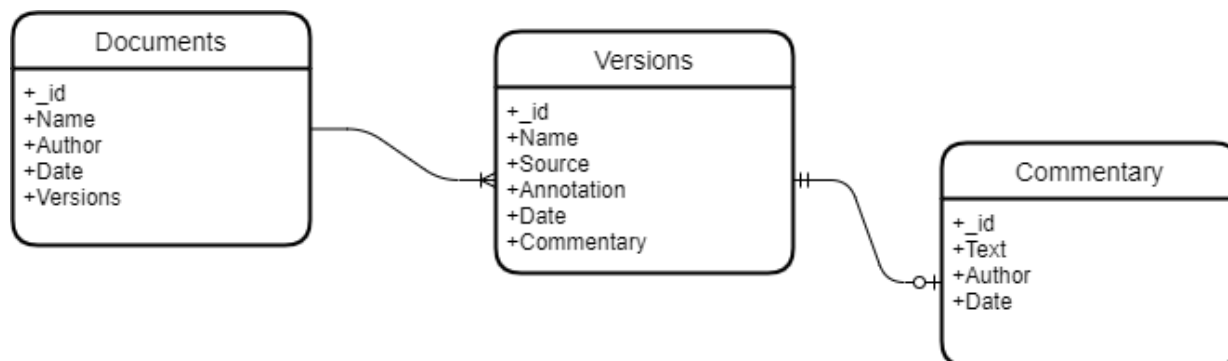 Documents
+_id
+Name
+Author
+Date
+Versions
Versions
+_id
+Name
+Source
+Annotation
+Date
+Commentary
Commentary
+_id
+Text
+Author
+Date